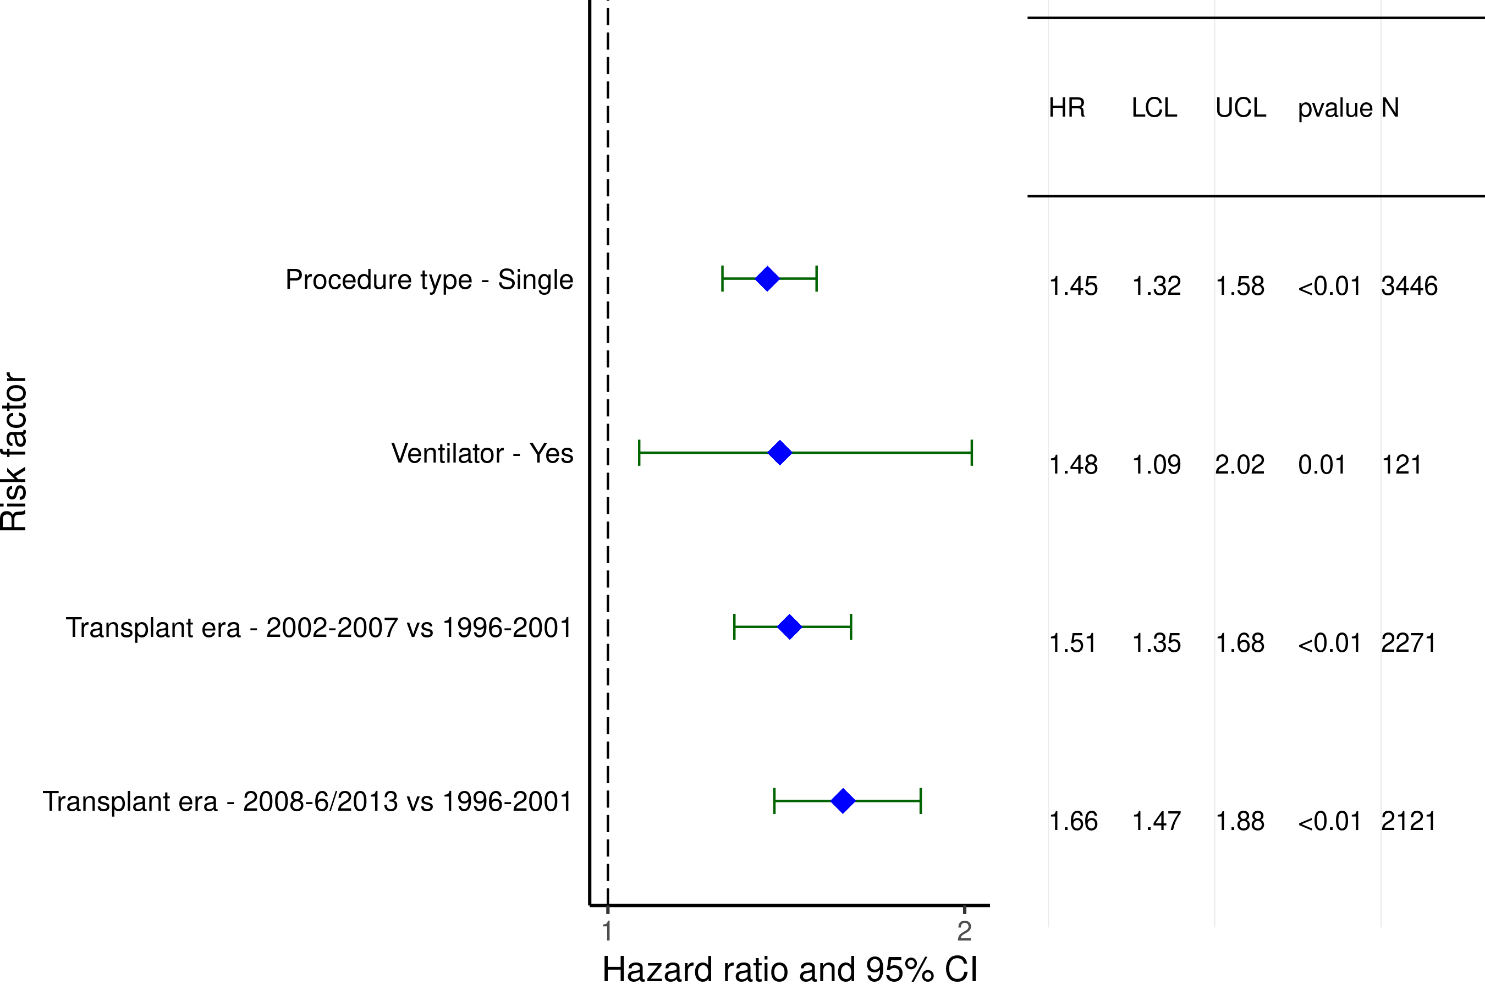 HR LCL UCL pvalue N
Procedure type - Single 1.45 1.32 1.58 <0.01 3446
Ventilator - Yes 1.48 1.09 2.02 0.01 121
Transplant era - 2002-2007 vs 1996-2001 1.51 1.35 1.68 <0.01 2271
Transplant era - 2008-6/2013 vs 1996-2001 1.66 1.47 1.88 <0.01 2121
Risk factor
1 2
Hazard ratio and 95% CI